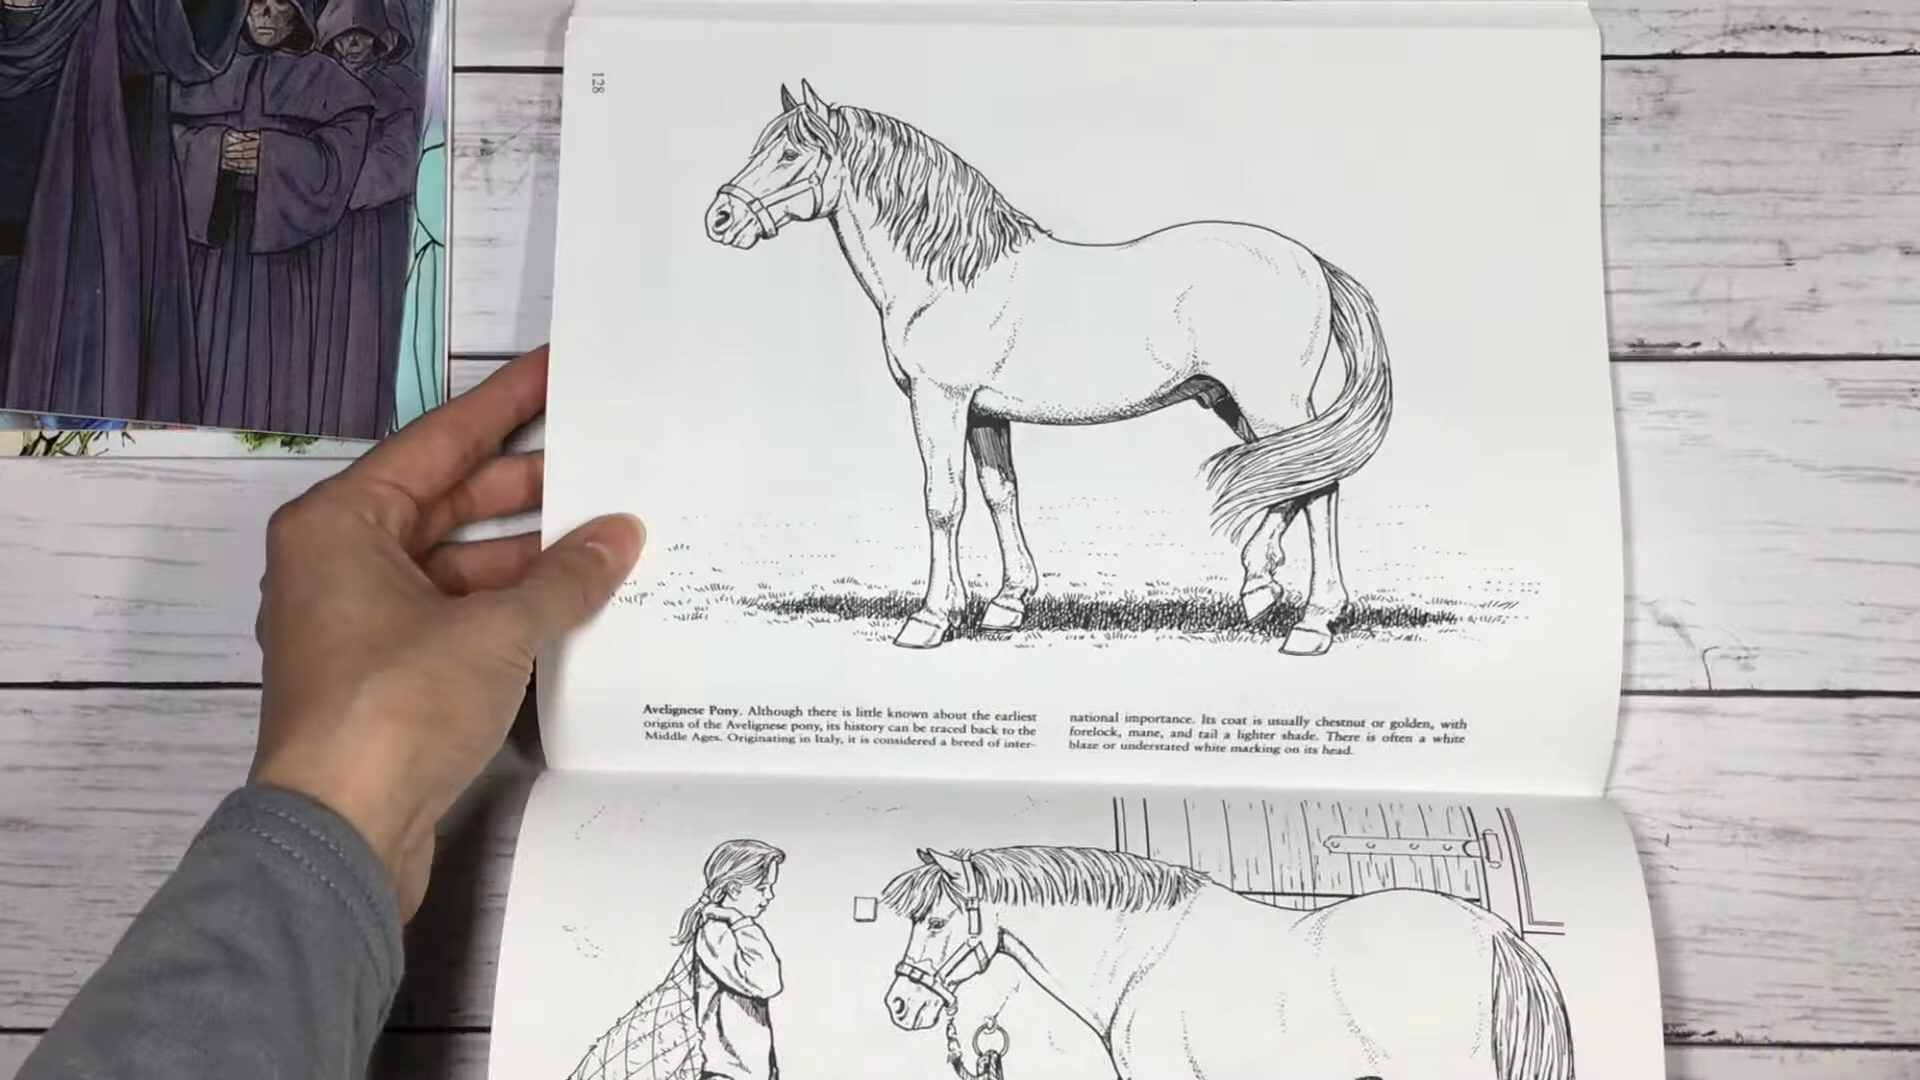 128
Avelignese Pony. Although there is little known about the earliest
origins of the Avelignese pony, its history can be traced back to the
Middle Ages. Originating in Italy, it is considered a breed of inter-
national importance. Its coat is usually chestnut or golden, with
forelock, mane, and tail a lighter shade. There is often a white
blaze or understated white marking on its head.